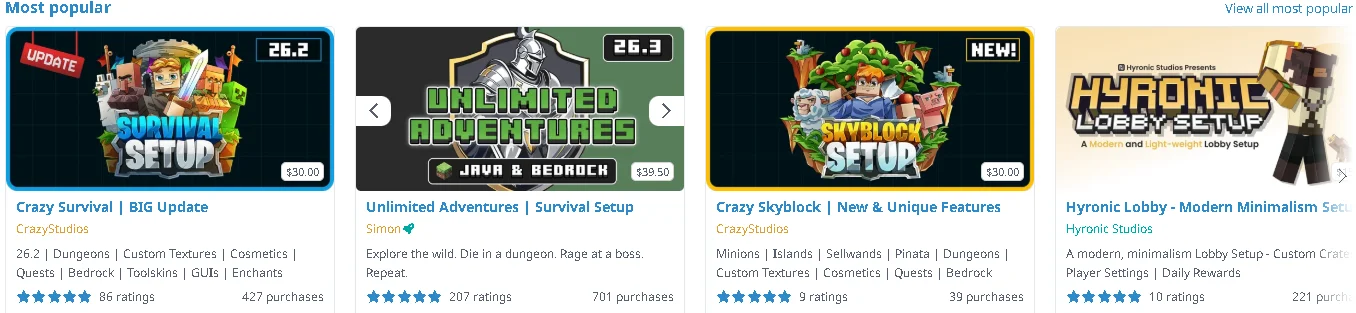 Most popular
View all most popular
UPDATE
26.2
SURVIVAL
SETUP
$30.00
Crazy Survival | BIG Update
CrazyStudios
26.2 | Dungeons | Custom Textures | Cosmetics |
Quests | Bedrock | Toolskins | GUIs | Enchants
86 ratings
427 purchases
26.3
UNLIMITED
ADVENTURES
JAVA & BEDROCK
$39.50
Unlimited Adventures | Survival Setup
Simon
Explore the wild. Die in a dungeon. Rage at a boss.
Repeat.
207 ratings
701 purchases
NEW!
SKYBLOCK
SETUP
$30.00
Crazy Skyblock | New & Unique Features
CrazyStudios
Minions | Islands | Sellwands | Pinata | Dungeons |
Custom Textures | Cosmetics | Quests | Bedrock
9 ratings
39 purchases
Hyronic Studios Presents
HYRONIC
LOBBY SETUP
A Modern and Light-weight Lobby Setup
Hyronic Lobby - Modern Minimalism Setu
Hyronic Studios
A modern, minimalism Lobby Setup - Custom Crate
Player Settings | Daily Rewards
10 ratings
221 purcha